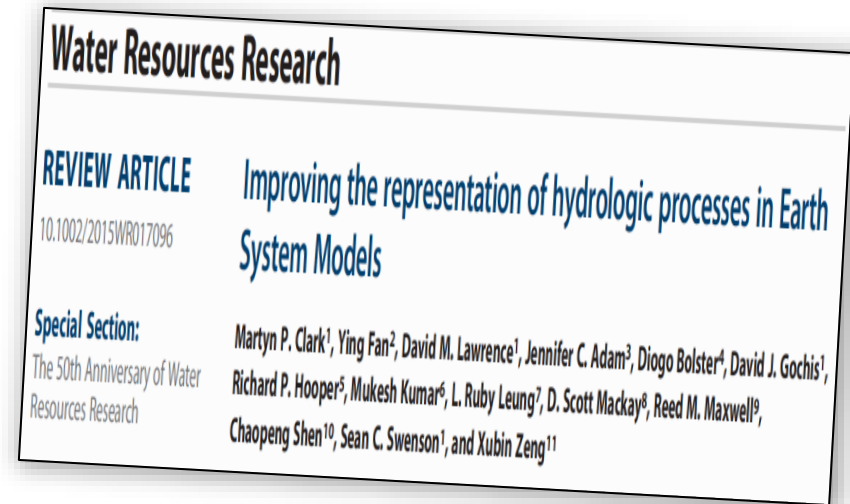 Water Resources Research
REVIEW ARTICLE
10.1002/2015WR017096
Special Section:
The 50th Anniversary of Water
Resources Research
Improving the representation of hydrologic processes in Earth
System Models
Martyn P. Clark1, Ying Fan2, David M. Lawrence1, Jennifer C. Adam3, Diogo Bolster4, David J. Gochis1,
Richard P. Hooper5, Mukesh Kumar6, L. Ruby Leung7, D. Scott Mackay8, Reed M. Maxwell9,
Chaopeng Shen10, Sean C. Swenson1, and Xubin Zeng11